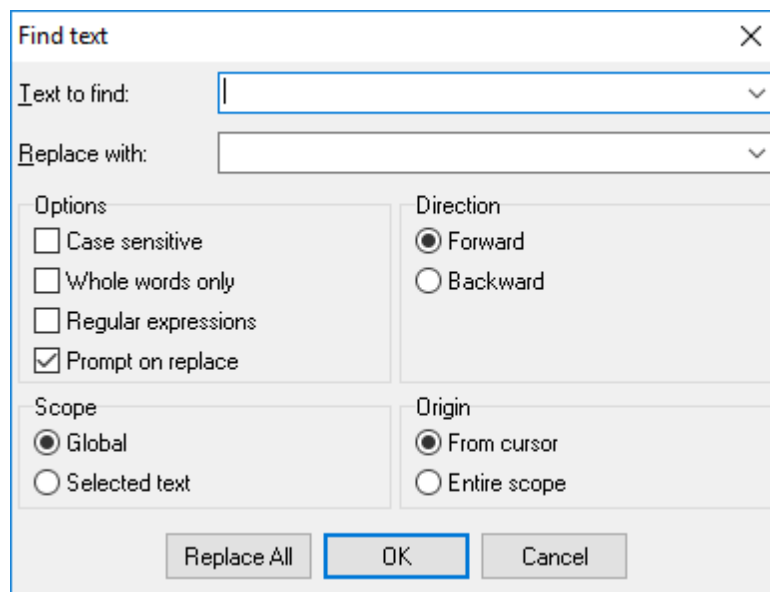 Find text
Text to find:
Replace with:
Options
Case sensitive
Whole words only
Regular expressions
Prompt on replace
Direction
Forward
Backward
Scope
Global
Selected text
Origin
From cursor
Entire scope
Replace All OK Cancel